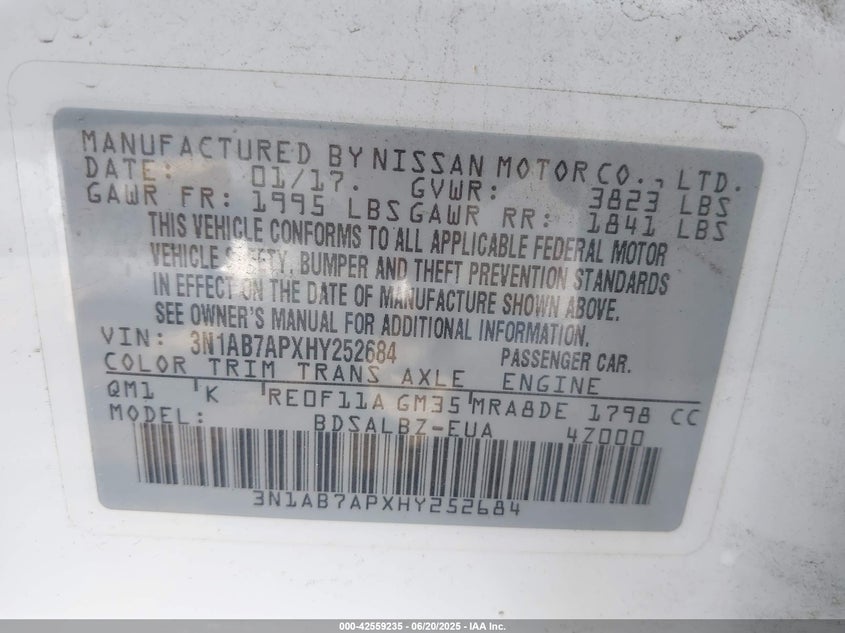 MANUFACTURED BY NISSAN MOTOR CO., LTD.
DATE: 01/17. GVWR: 3823 LBS
GAWR FR: 1995 LBS GAWR RR: 1841 LBS
THIS VEHICLE CONFORMS TO ALL APPLICABLE FEDERAL MOTOR
VEHICLE SAFETY, BUMPER AND THEFT PREVENTION STANDARDS
IN EFFECT ON THE DATE OF MANUFACTURE SHOWN ABOVE.
SEE OWNER'S MANUAL FOR ADDITIONAL INFORMATION.
VIN: 3N1AB7APXHY252684 PASSENGER CAR.
COLOR TRIM TRANS AXLE ENGINE
QM1 K RE0F11A GM35 MRA8DE 1798 CC
MODEL: BDSALBZ-EUA 4Z000
3N1AB7APXHY252684
000-42559235 - 06/20/2025 - IAA Inc.